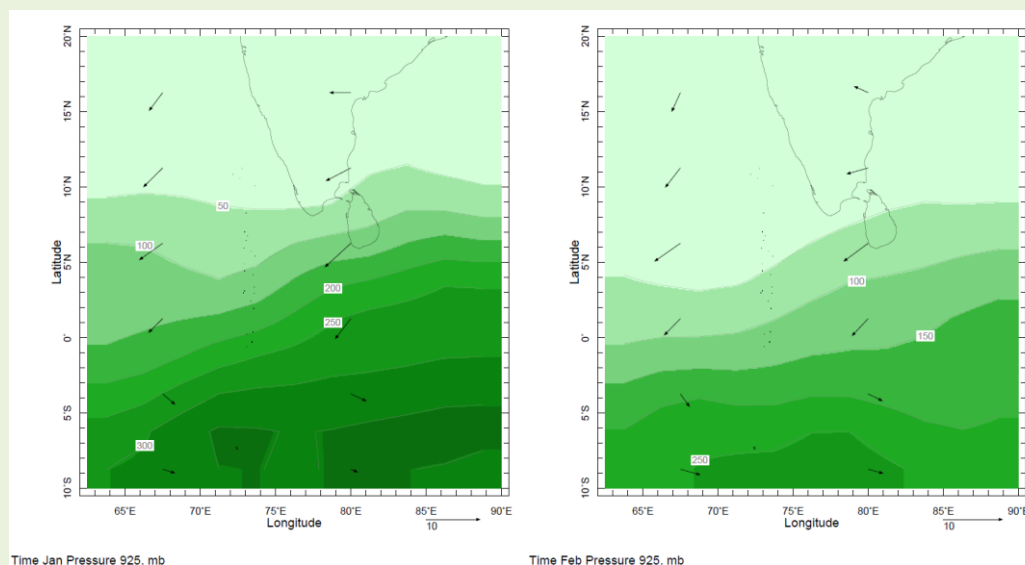 20°N
15°N
10°N
5°N
0°
5°S
10°S
Latitude
50
100
200
250
300
65°E
70°E
75°E
80°E
85°E
90°E
Longitude
10
Time Jan Pressure 925. mb
20°N
15°N
10°N
5°N
0°
5°S
10°S
Latitude
100
150
250
65°E
70°E
75°E
80°E
85°E
90°E
Longitude
10
Time Feb Pressure 925. mb